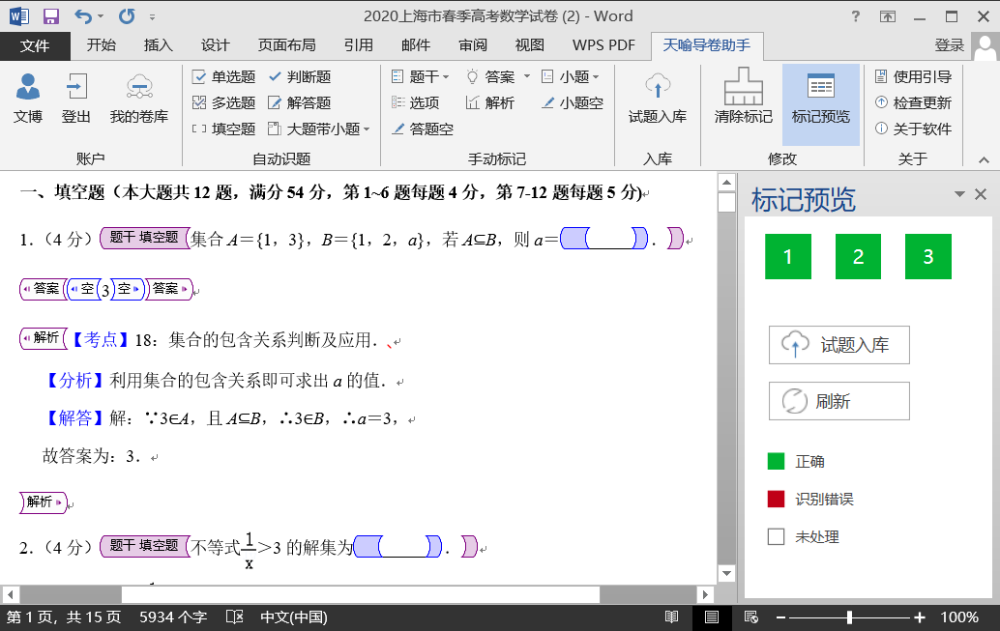 2020上海市春季高考数学试卷 (2) - Word
文件 开始 插入 设计 页面布局 引用 邮件 审阅 视图 WPS PDF 天喻导卷助手 登录
单选题 判断题 题干 答案 小题 使用引导
多选题 解答题 选项 解析 小题空 检查更新
文博 登出 我的卷库 试题入库 清除标记 标记预览
填空题 大题带小题 答题空 关于软件
账户 自动识题 手动标记 入库 修改 关于
一、填空题（本大题共 12 题，满分 54 分，第 1~6 题每题 4 分，第 7-12 题每题 5 分)
1.（4 分）题干 填空题 集合 A＝{1，3}，B＝{1，2，a}，若 A⊆B，则 a＝ ．
答案 空 3 空 答案
解析【考点】18：集合的包含关系判断及应用．、
【分析】利用集合的包含关系即可求出 a 的值．
【解答】解：∵3∈A，且 A⊆B，∴3∈B，∴a＝3，
故答案为：3．
解析
2.（4 分）题干 填空题 不等式1/x＞3 的解集为 ．
标记预览
1 2 3
试题入库
刷新
正确
识别错误
未处理
第 1 页，共 15 页 5934 个字 中文(中国) 100%